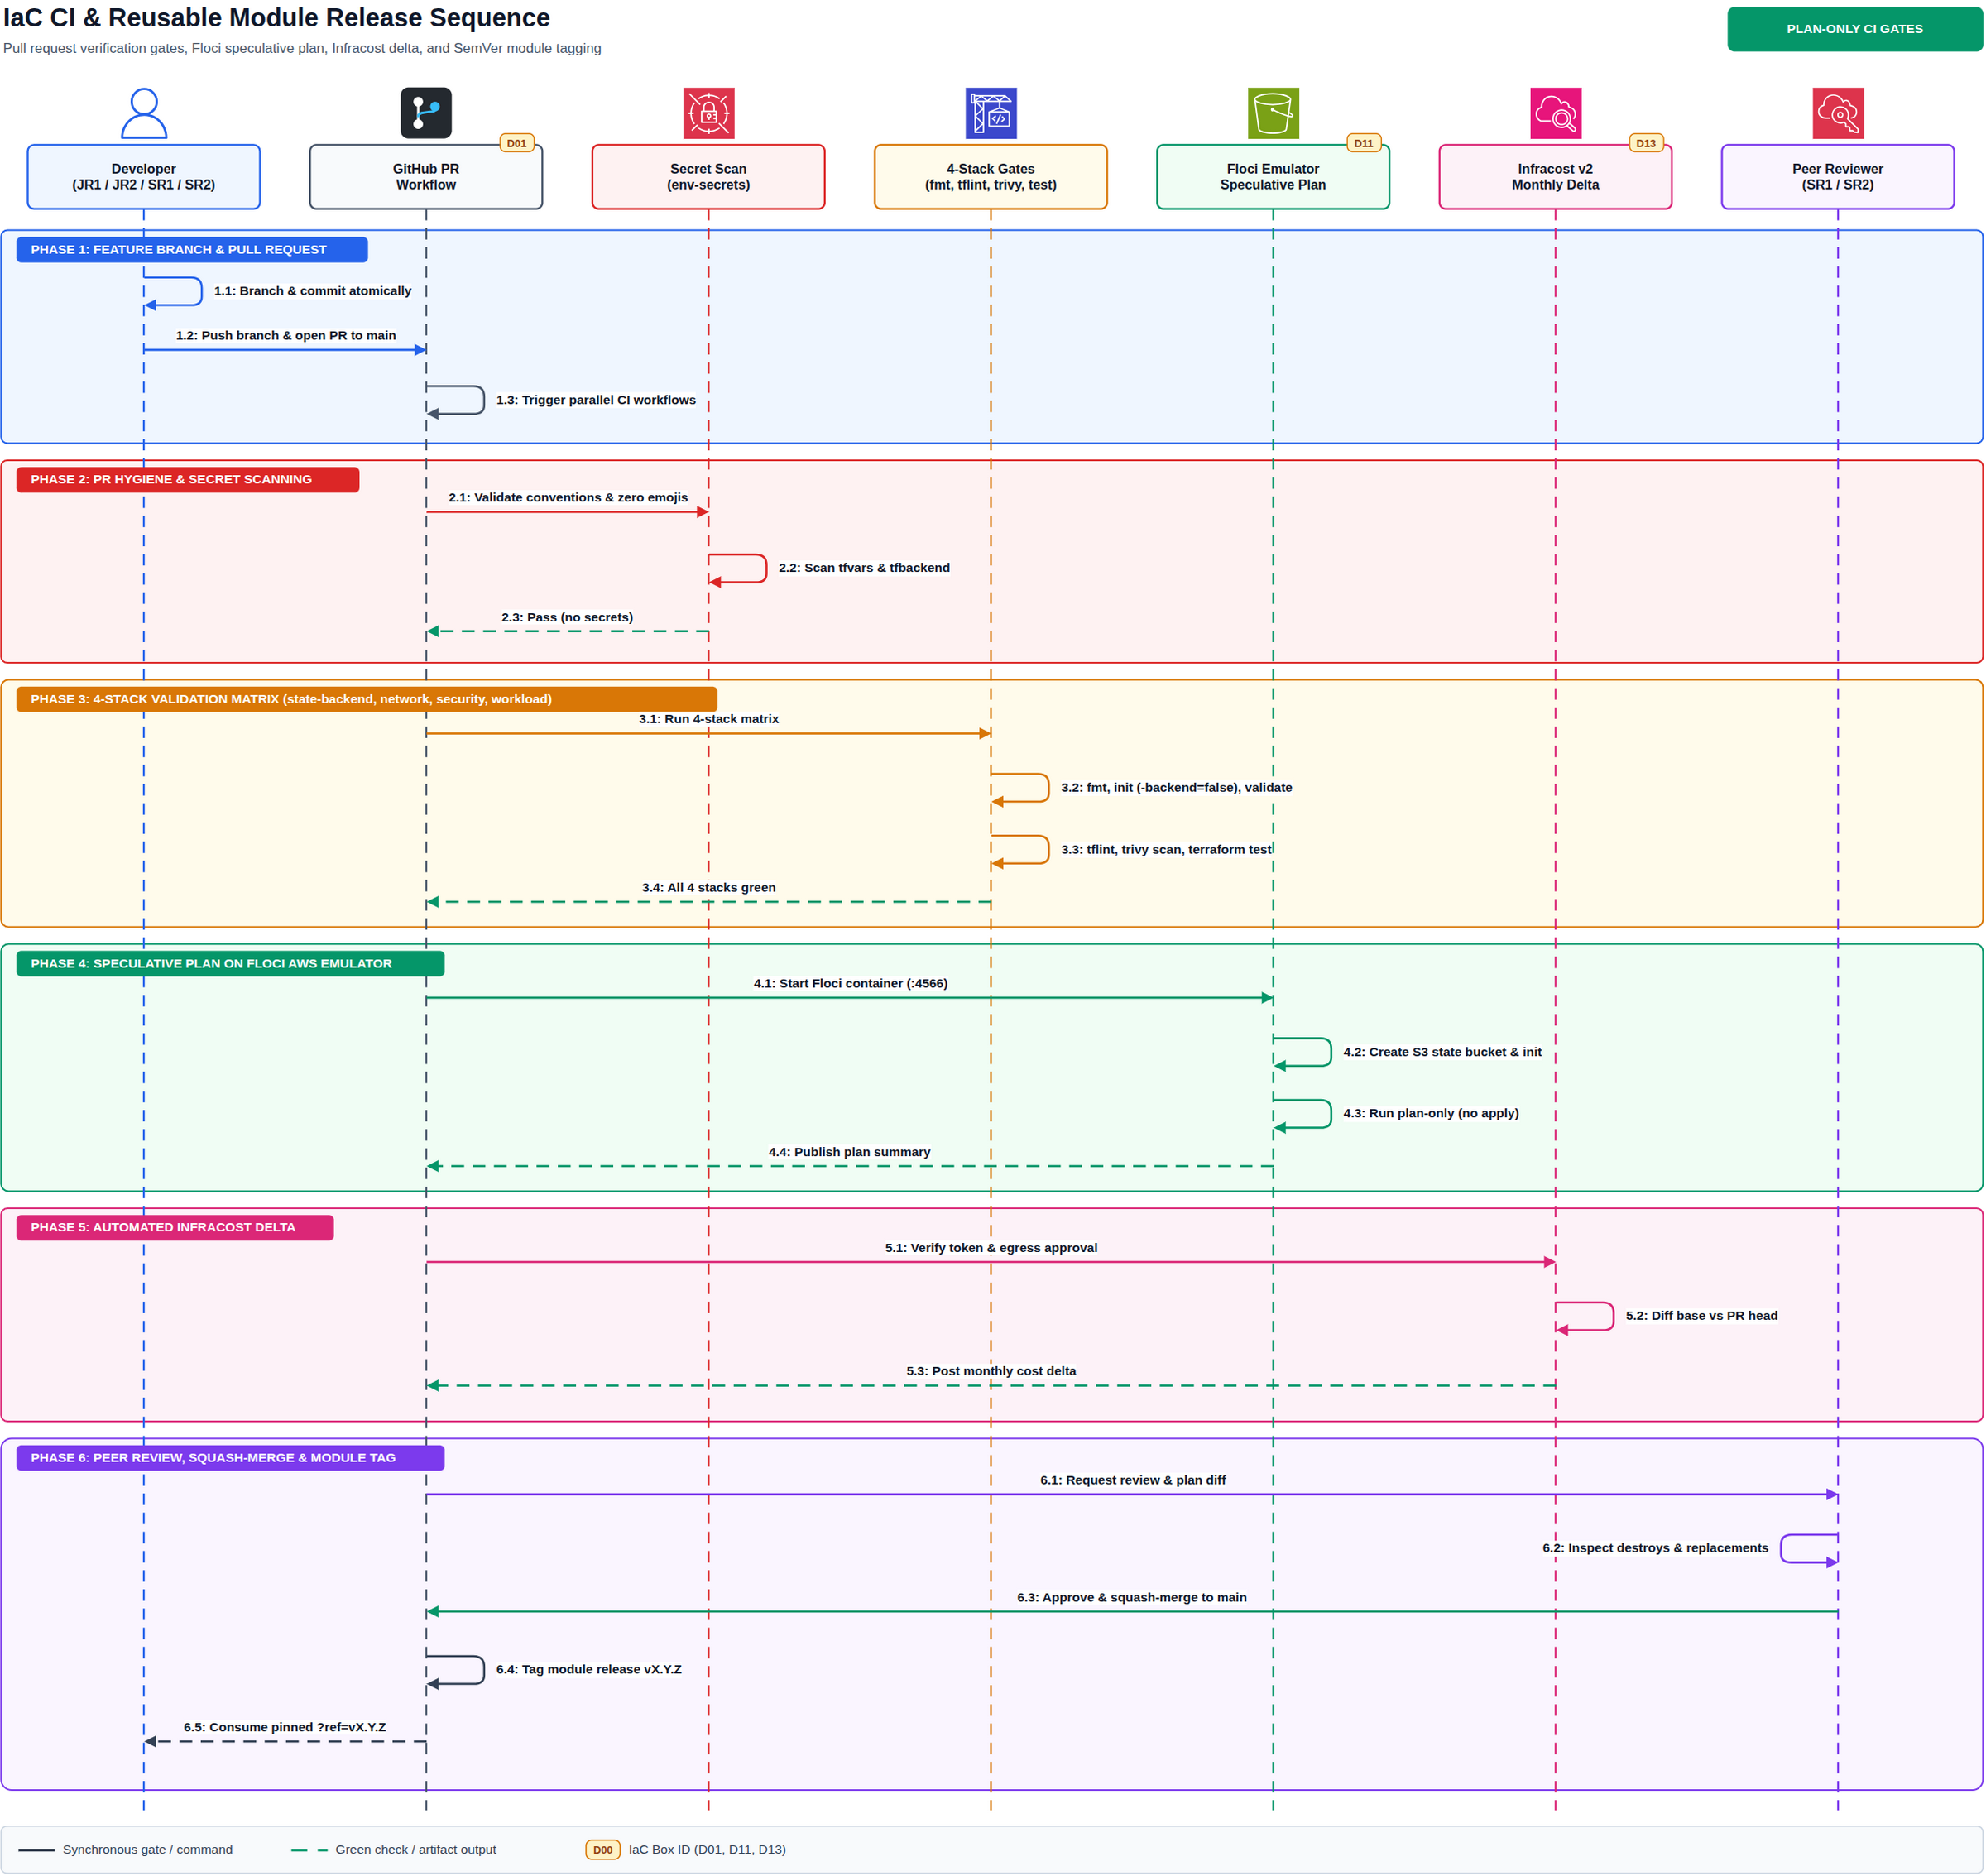 IaC CI & Reusable Module Release Sequence
Pull request verification gates, Floci speculative plan, Infracost delta, and SemVer module tagging
PLAN-ONLY CI GATES
D01
D11
D13
Developer
(JR1 / JR2 / SR1 / SR2)
GitHub PR
Workflow
Secret Scan
(env-secrets)
4-Stack Gates
(fmt, tflint, trivy, test)
Floci Emulator
Speculative Plan
Infracost v2
Monthly Delta
Peer Reviewer
(SR1 / SR2)
PHASE 1: FEATURE BRANCH & PULL REQUEST
1.1: Branch & commit atomically
1.2: Push branch & open PR to main
1.3: Trigger parallel CI workflows
PHASE 2: PR HYGIENE & SECRET SCANNING
2.1: Validate conventions & zero emojis
2.2: Scan tfvars & tfbackend
2.3: Pass (no secrets)
PHASE 3: 4-STACK VALIDATION MATRIX (state-backend, network, security, workload)
3.1: Run 4-stack matrix
3.2: fmt, init (-backend=false), validate
3.3: tflint, trivy scan, terraform test
3.4: All 4 stacks green
PHASE 4: SPECULATIVE PLAN ON FLOCI AWS EMULATOR
4.1: Start Floci container (:4566)
4.2: Create S3 state bucket & init
4.3: Run plan-only (no apply)
4.4: Publish plan summary
PHASE 5: AUTOMATED INFRACOST DELTA
5.1: Verify token & egress approval
5.2: Diff base vs PR head
5.3: Post monthly cost delta
PHASE 6: PEER REVIEW, SQUASH-MERGE & MODULE TAG
6.1: Request review & plan diff
6.2: Inspect destroys & replacements
6.3: Approve & squash-merge to main
6.4: Tag module release vX.Y.Z
6.5: Consume pinned ?ref=vX.Y.Z
Synchronous gate / command
Green check / artifact output
D00
IaC Box ID (D01, D11, D13)